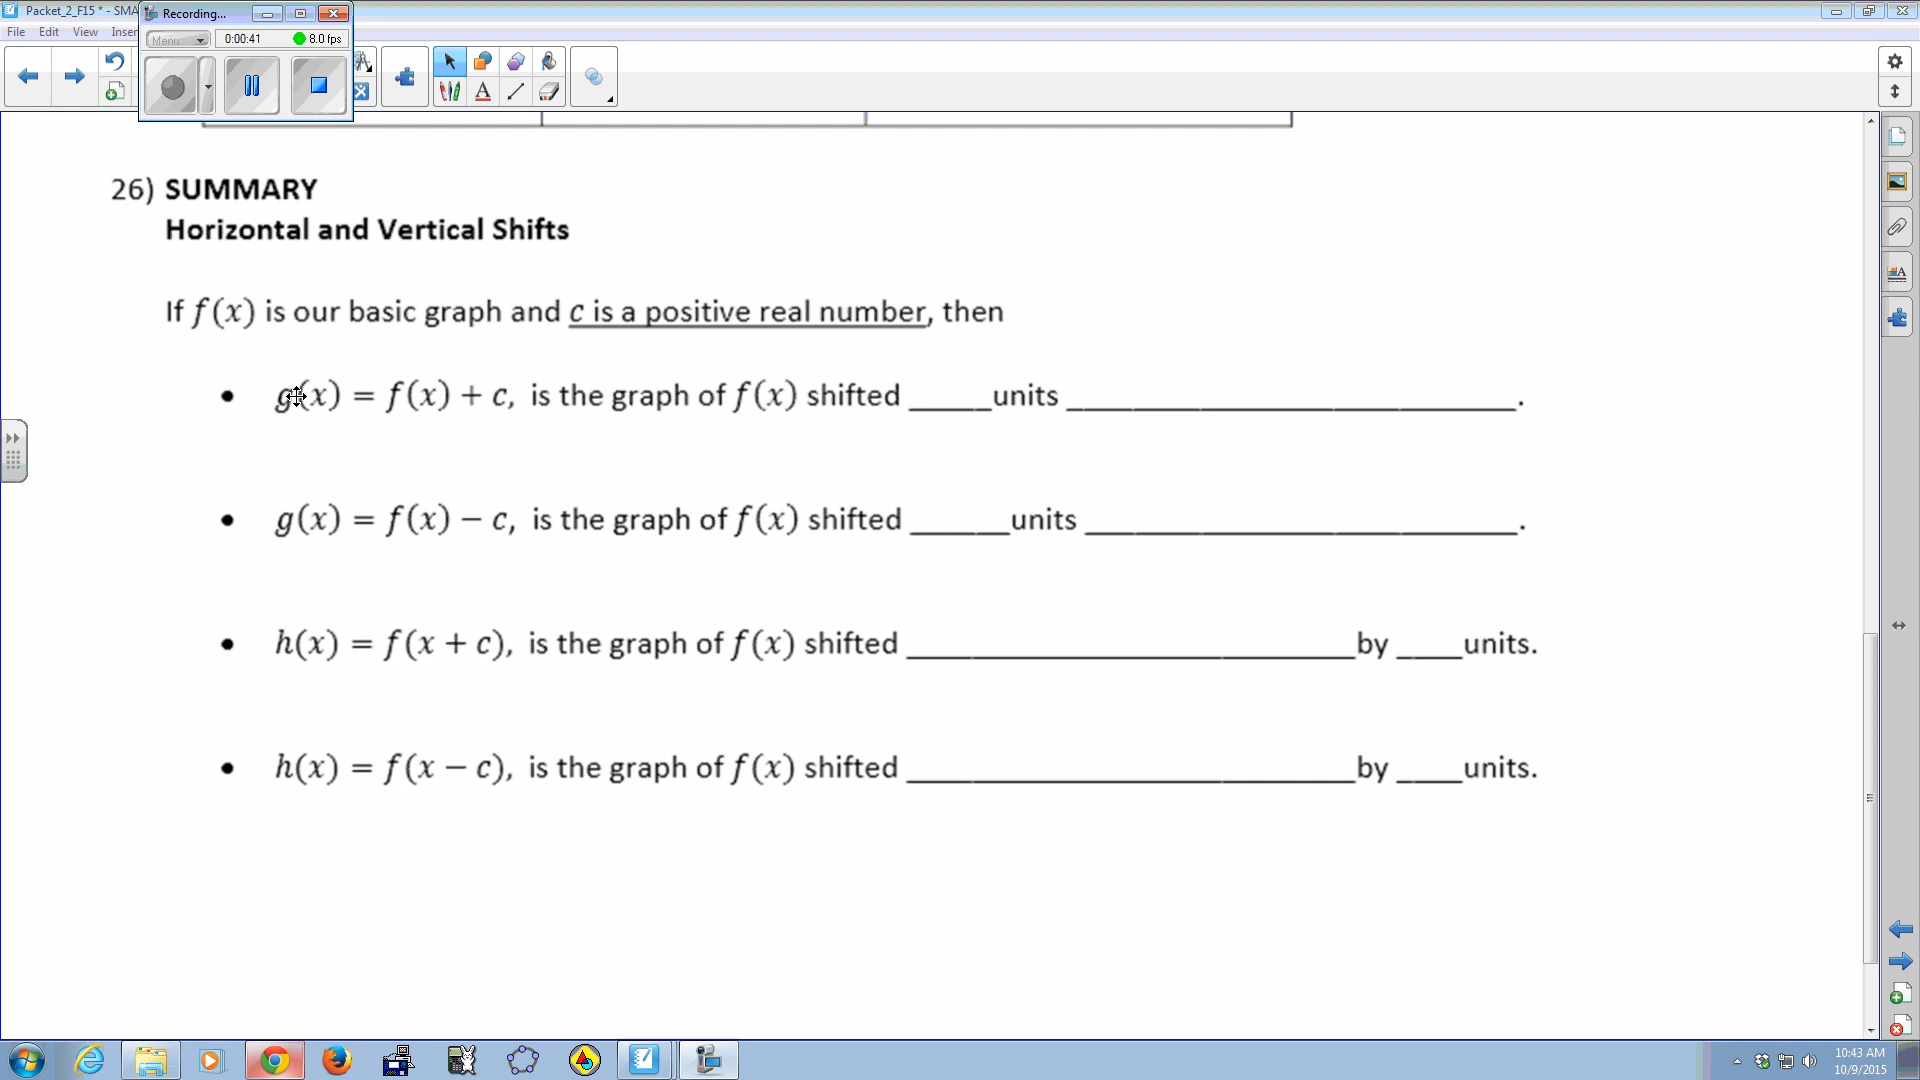 Packet_2_F15 * - SMA
Recording...
File Edit View Inser
Menu 0:00:41 8.0 fps
26) SUMMARY
Horizontal and Vertical Shifts
If f(x) is our basic graph and c is a positive real number, then
• g(x) = f(x) + c, is the graph of f(x) shifted _____units ___________________________.
• g(x) = f(x) − c, is the graph of f(x) shifted ______units __________________________.
• h(x) = f(x + c), is the graph of f(x) shifted ___________________________by ____units.
• h(x) = f(x − c), is the graph of f(x) shifted ___________________________by ____units.
10:43 AM
10/9/2015